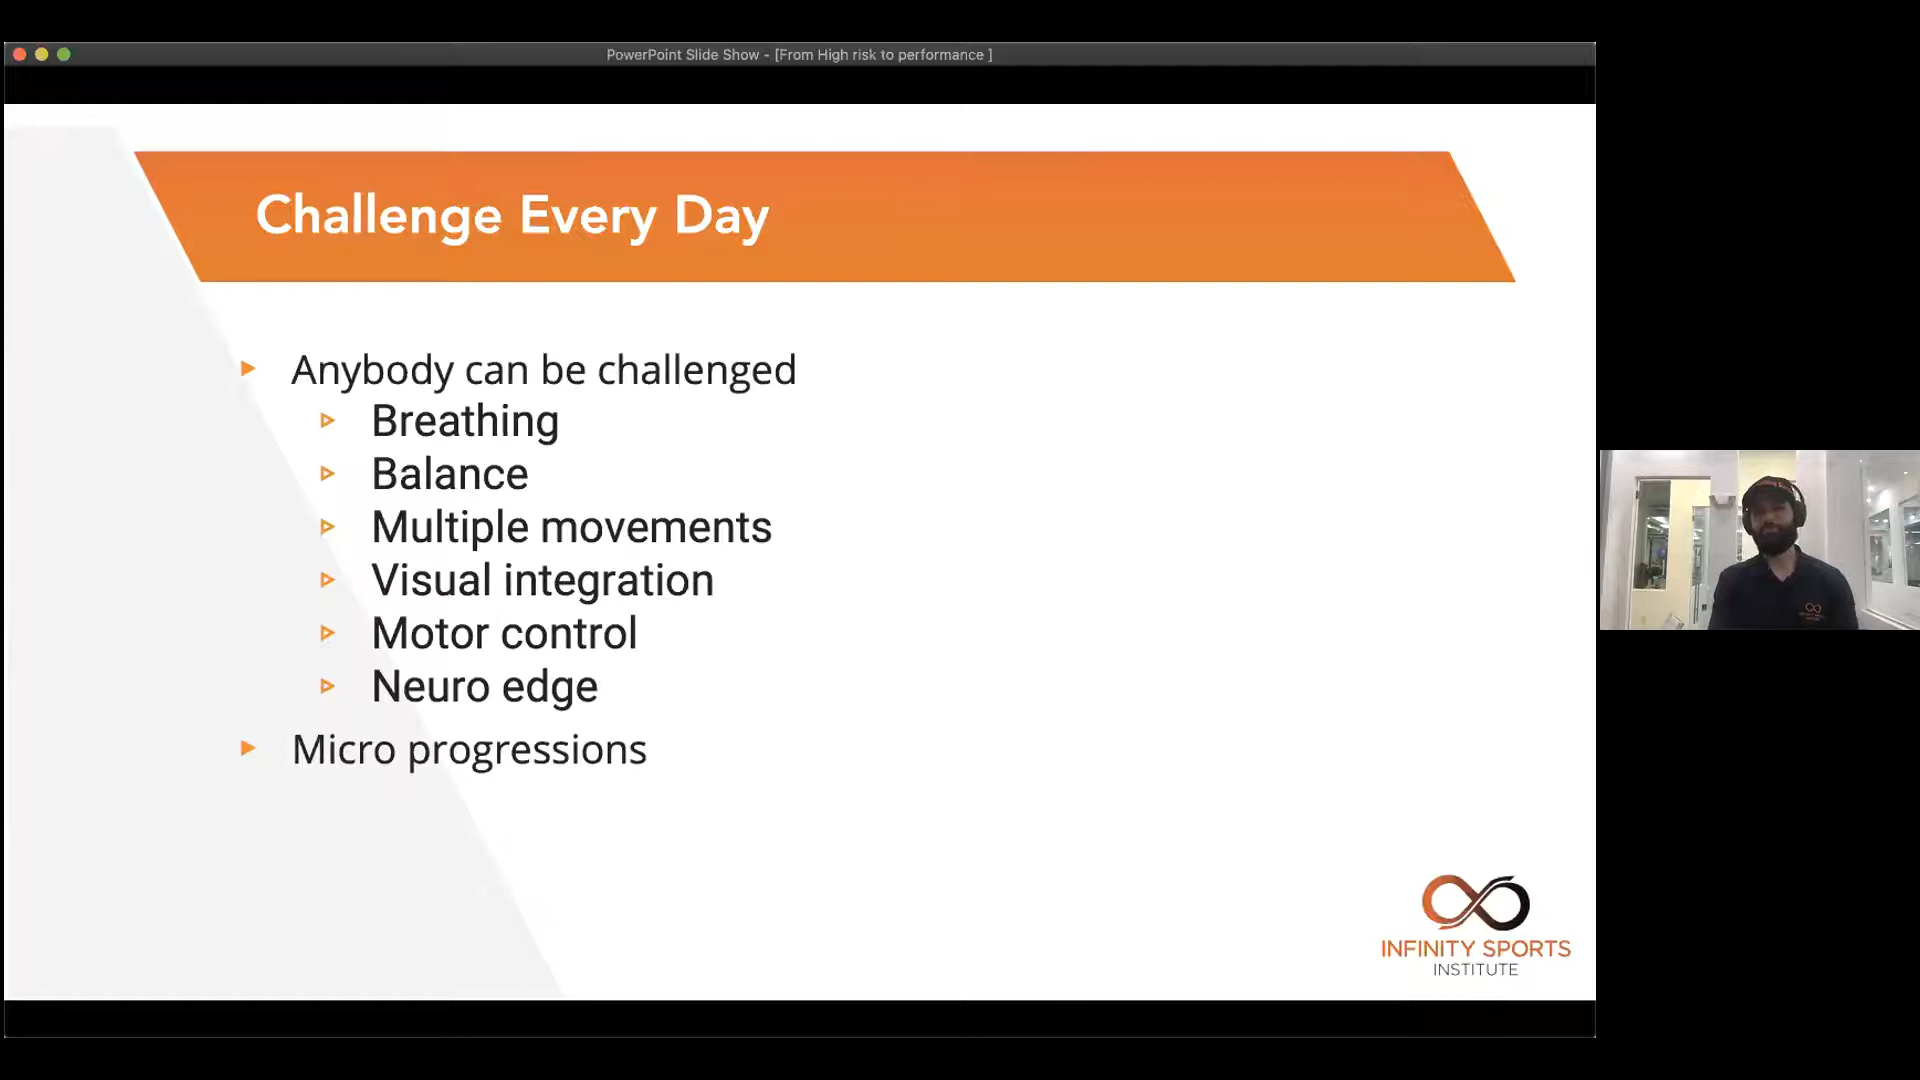 PowerPoint Slide Show - [From High risk to performance ]
Challenge Every Day
Anybody can be challenged
Breathing
Balance
Multiple movements
Visual integration
Motor control
Neuro edge
Micro progressions
INFINITY SPORTS
INSTITUTE